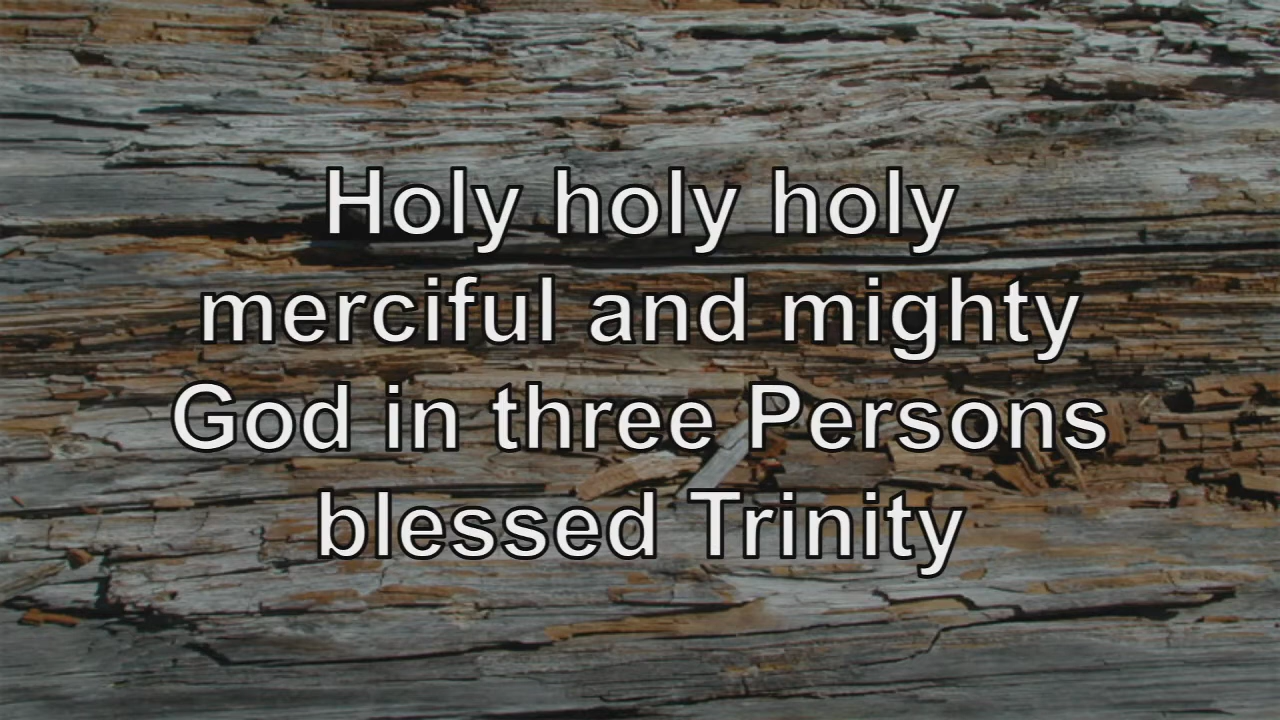 Holy holy holy
merciful and mighty
God in three Persons
blessed Trinity